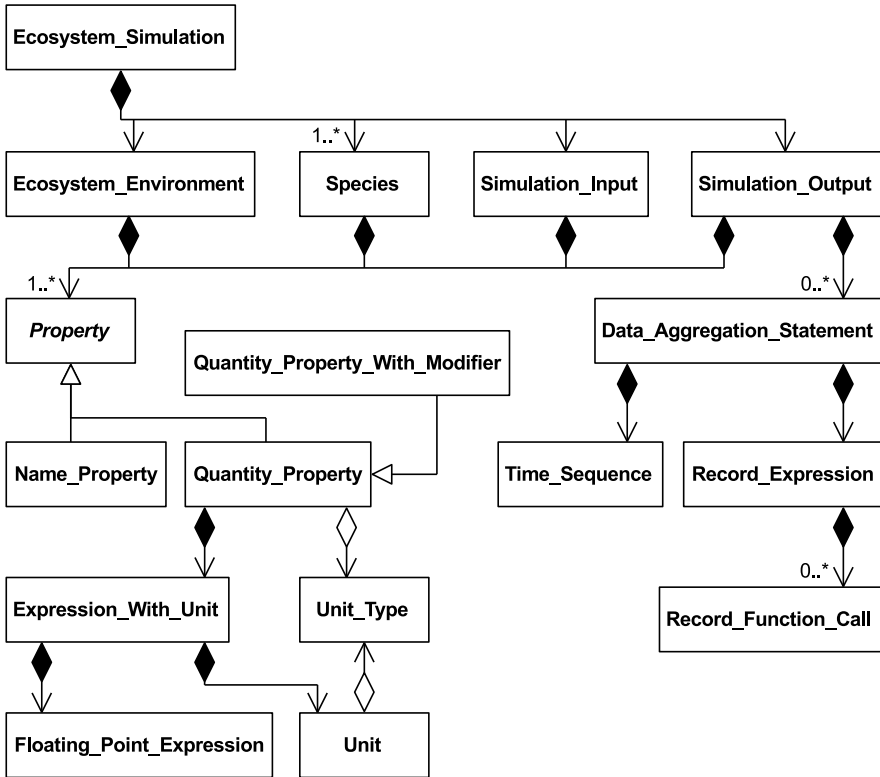 Ecosystem_Simulation
1..*
Ecosystem_Environment
Species
Simulation_Input
Simulation_Output
1..*
0..*
Property
Quantity_Property_With_Modifier
Data_Aggregation_Statement
Name_Property
Quantity_Property
Time_Sequence
Record_Expression
0..*
Expression_With_Unit
Unit_Type
Record_Function_Call
Floating_Point_Expression
Unit